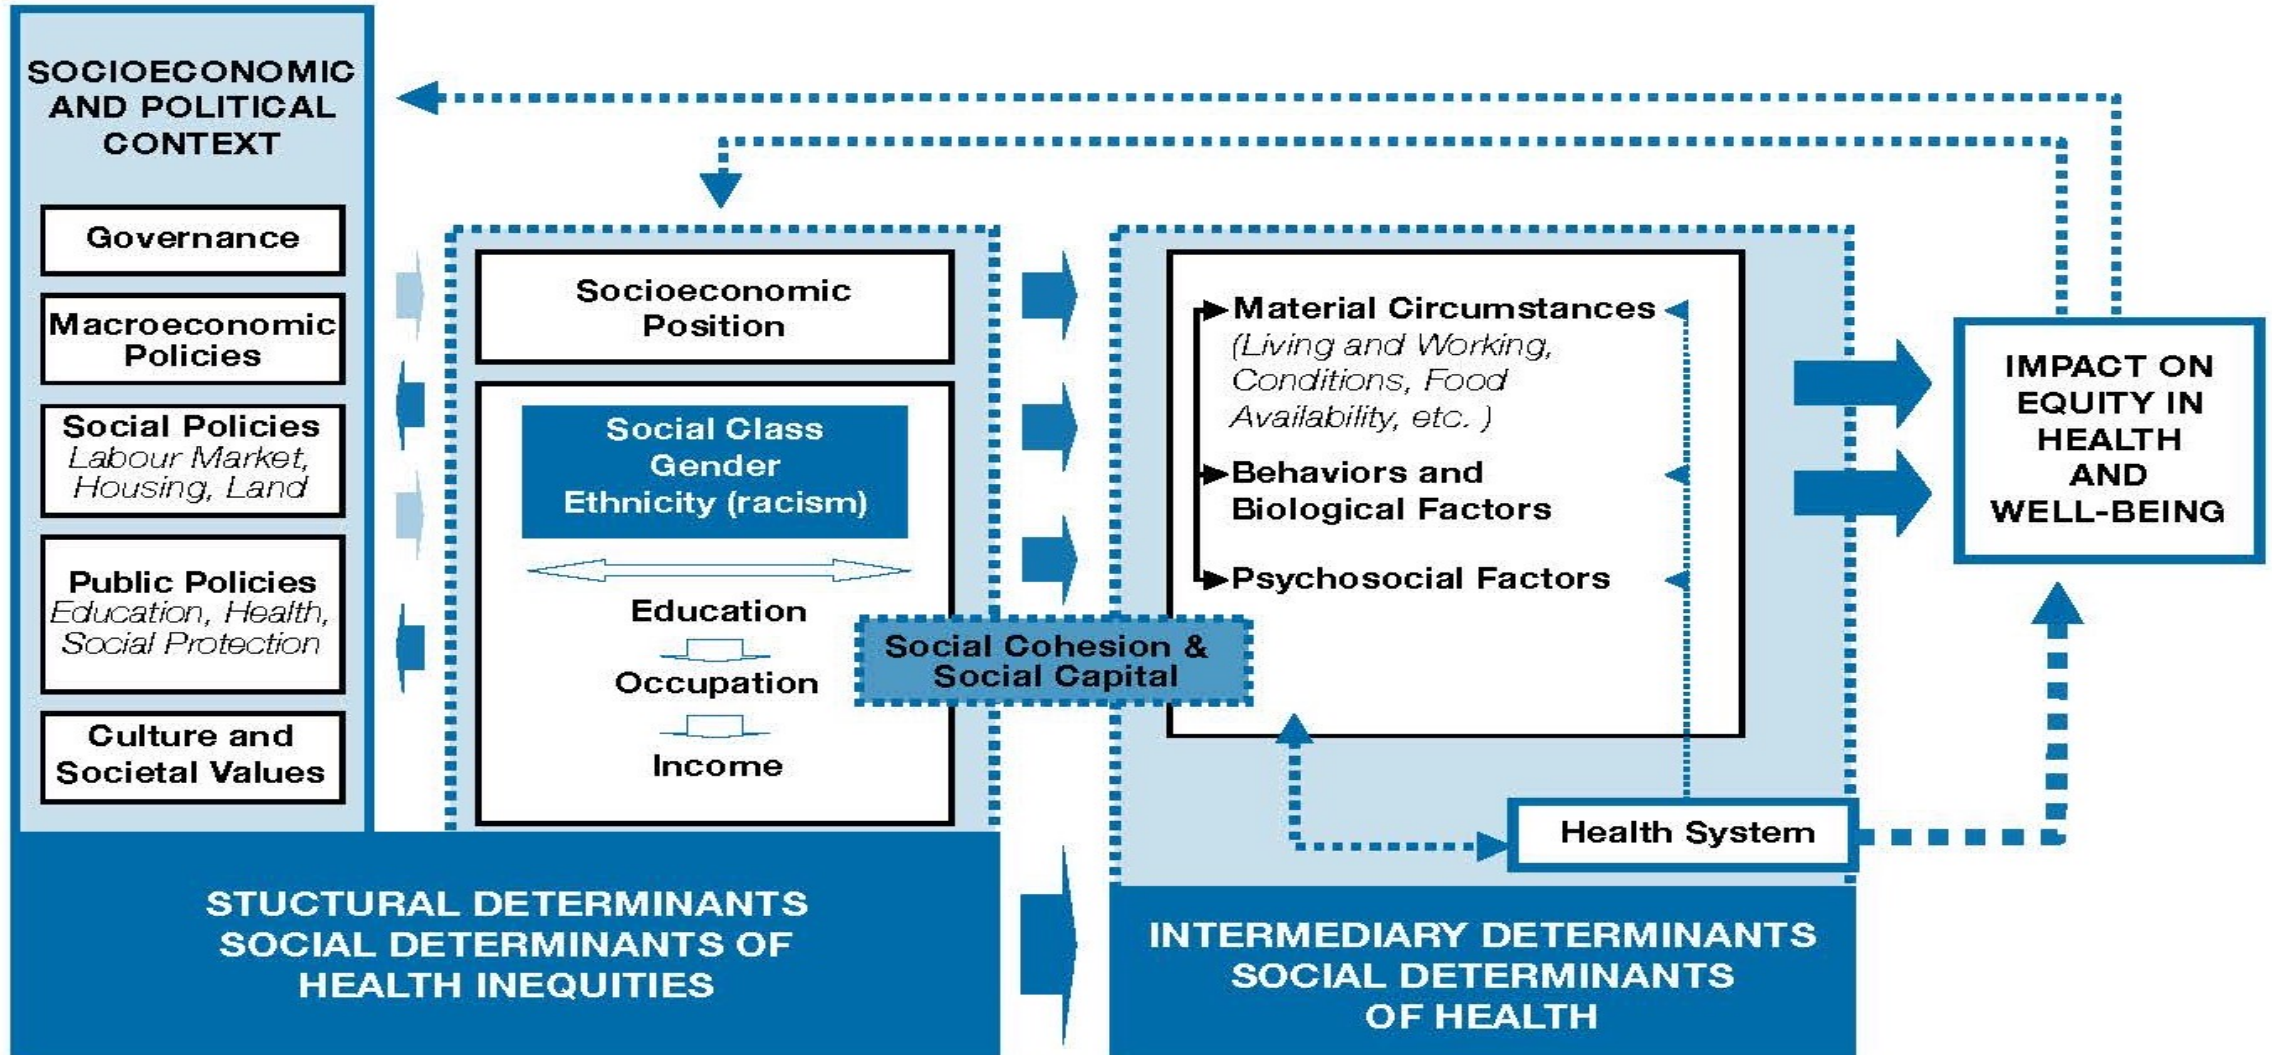 SOCIOECONOMIC
AND POLITICAL
CONTEXT
Governance
Macroeconomic
Policies
Social Policies
Labour Market,
Housing, Land
Public Policies
Education, Health,
Social Protection
Culture and
Societal Values
Socioeconomic
Position
Social Class
Gender
Ethnicity (racism)
Education
Occupation
Income
Social Cohesion &
Social Capital
Material Circumstances
(Living and Working,
Conditions, Food
Availability, etc. )
Behaviors and
Biological Factors
Psychosocial Factors
Health System
IMPACT ON
EQUITY IN
HEALTH
AND
WELL-BEING
STUCTURAL DETERMINANTS
SOCIAL DETERMINANTS OF
HEALTH INEQUITIES
INTERMEDIARY DETERMINANTS
SOCIAL DETERMINANTS
OF HEALTH